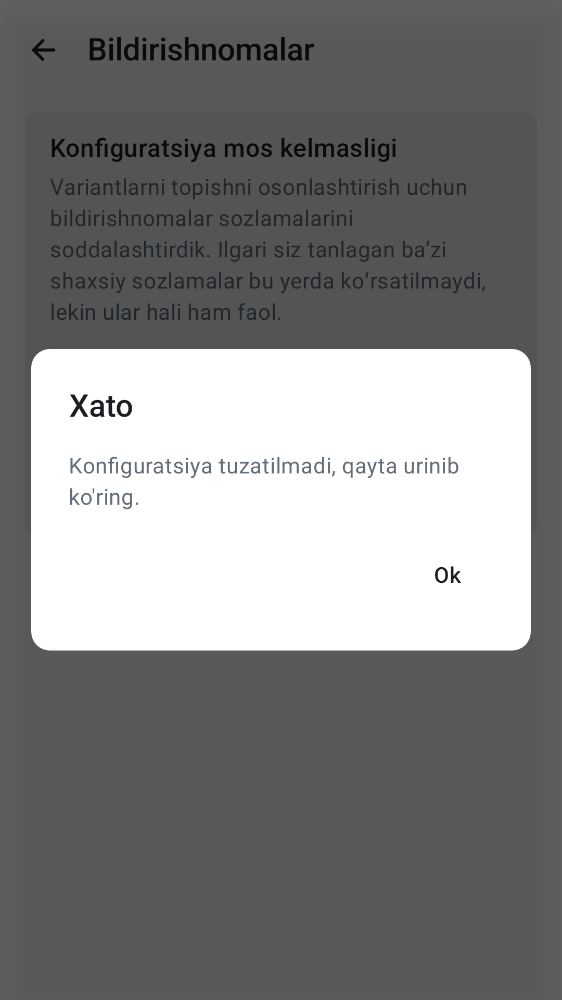 Bildirishnomalar
Konfiguratsiya mos kelmasligi
Variantlarni topishni osonlashtirish uchun
bildirishnomalar sozlamalarini
soddalashtirdik. Ilgari siz tanlagan ba’zi
shaxsiy sozlamalar bu yerda ko‘rsatilmaydi,
lekin ular hali ham faol.
Xato
Konfiguratsiya tuzatilmadi, qayta urinib
ko'ring.
Ok